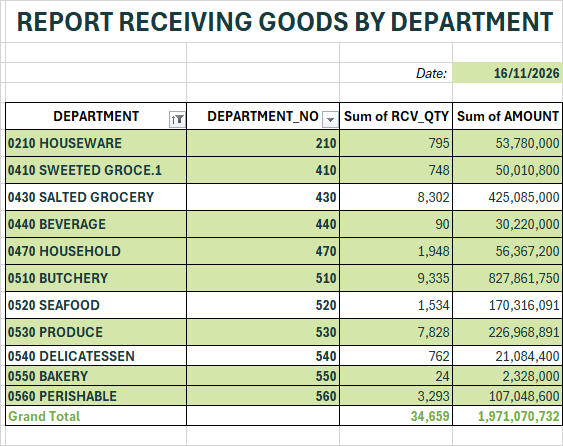 REPORT RECEIVING GOODS BY DEPARTMENT
Date: 16/11/2026
DEPARTMENT DEPARTMENT_NO Sum of RCV_QTY Sum of AMOUNT
0210 HOUSEWARE 210 795 53,780,000
0410 SWEETED GROCE.1 410 748 50,010,800
0430 SALTED GROCERY 430 8,302 425,085,000
0440 BEVERAGE 440 90 30,220,000
0470 HOUSEHOLD 470 1,948 56,367,200
0510 BUTCHERY 510 9,335 827,861,750
0520 SEAFOOD 520 1,534 170,316,091
0530 PRODUCE 530 7,828 226,968,891
0540 DELICATESSEN 540 762 21,084,400
0550 BAKERY 550 24 2,328,000
0560 PERISHABLE 560 3,293 107,048,600
Grand Total 34,659 1,971,070,732